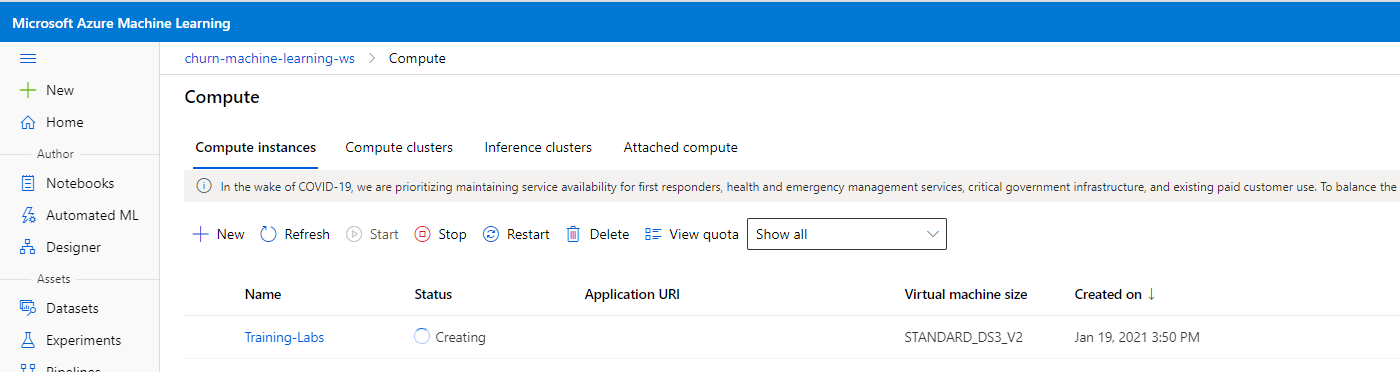 Microsoft Azure Machine Learning
churn-machine-learning-ws > Compute
New
Home
Author
Notebooks
Automated ML
Designer
Assets
Datasets
Experiments
Pipelines
Compute
Compute instances Compute clusters Inference clusters Attached compute
In the wake of COVID-19, we are prioritizing maintaining service availability for first responders, health and emergency management services, critical government infrastructure, and existing paid customer use. To balance the
New Refresh Start Stop Restart Delete View quota Show all
Name Status Application URI Virtual machine size Created on ↓
Training-Labs Creating STANDARD_DS3_V2 Jan 19, 2021 3:50 PM